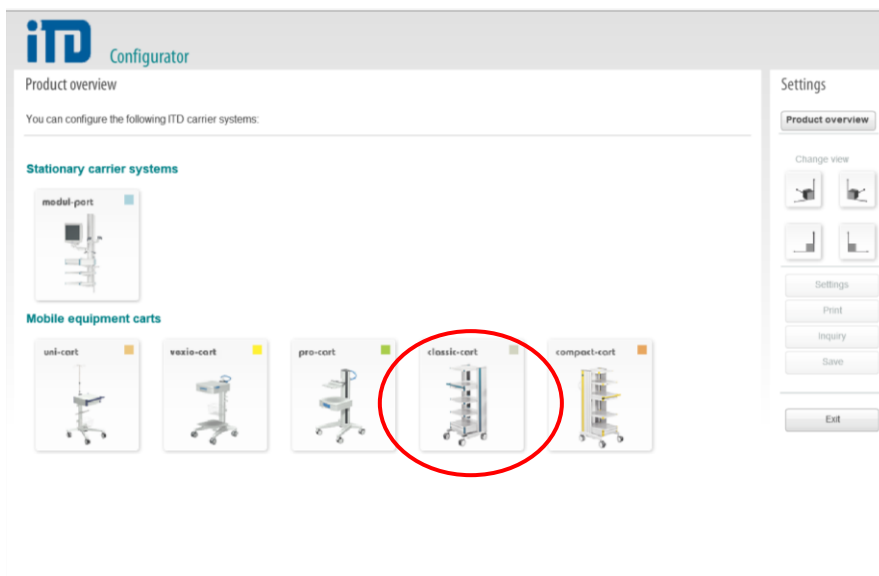 iTD Configurator
Product overview
You can configure the following ITD carrier systems:
Stationary carrier systems
modul-port
Mobile equipment carts
uni-cart
vexio-cart
pro-cart
classic-cart
compact-cart
Settings
Product overview
Change view
Settings
Print
Inquiry
Save
Exit